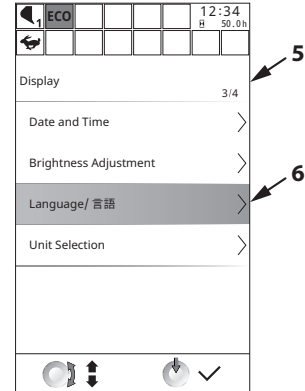 1 ECO 12:34
50.0h
Display
3/4
Date and Time
Brightness Adjustment
Language/ 言語
Unit Selection
5
6